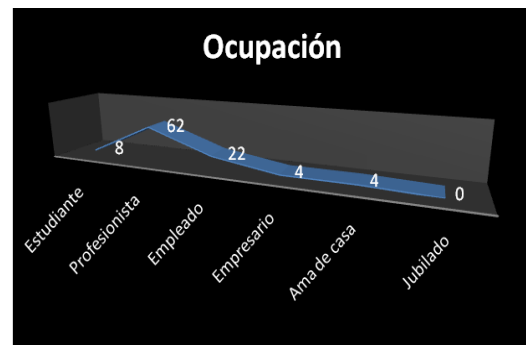 Ocupación
8
62
22
4
4
0
Estudiante
Profesionista
Empleado
Empresario
Ama de casa
Jubilado